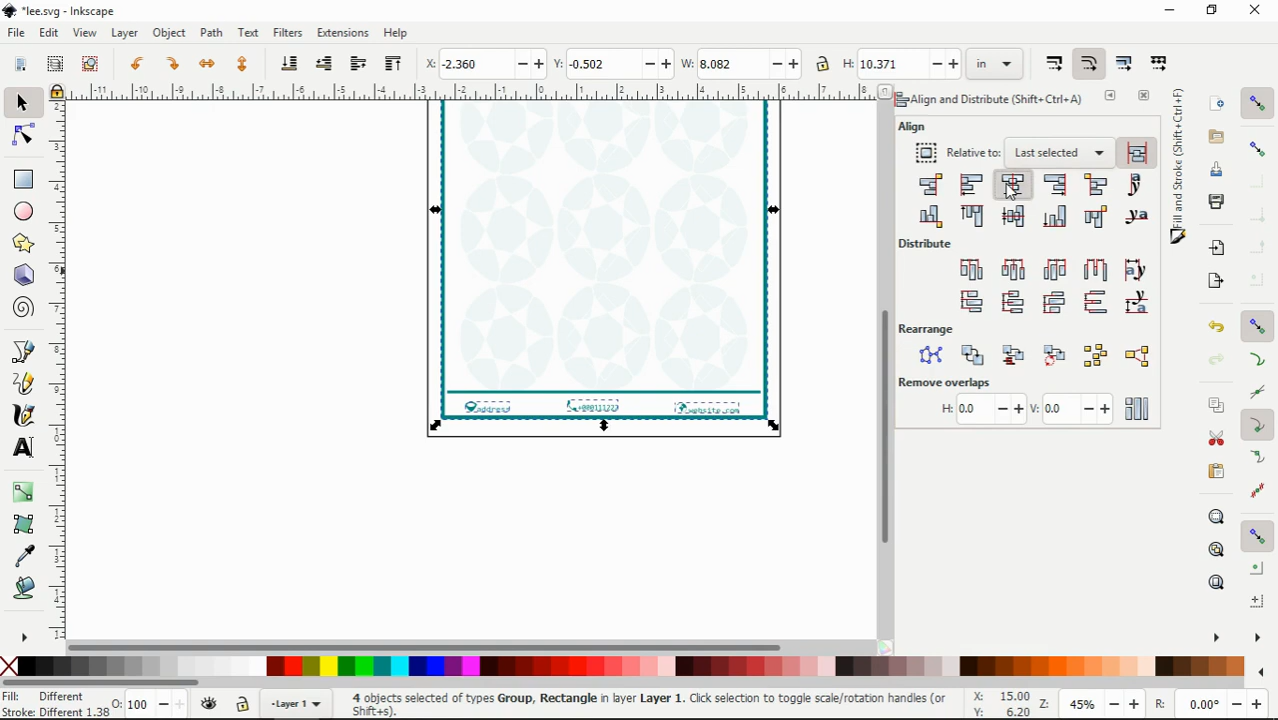 *lee.svg - Inkscape
File Edit View Layer Object Path Text Filters Extensions Help
X: -2.360 Y: -0.502 W: 8.082 H: 10.371 in
Align and Distribute (Shift+Ctrl+A)
Fill and Stroke (Shift+Ctrl+F)
Align
Relative to: Last selected
Distribute
Rearrange
Remove overlaps
H: 0.0 V: 0.0
address +000111222 website.com
Fill: Different
Stroke: Different 1.38
O: 100
Layer 1
4 objects selected of types Group, Rectangle in layer Layer 1. Click selection to toggle scale/rotation handles (or
Shift+s).
X: 15.00
Y: 6.20
Z: 45%
R: 0.00°